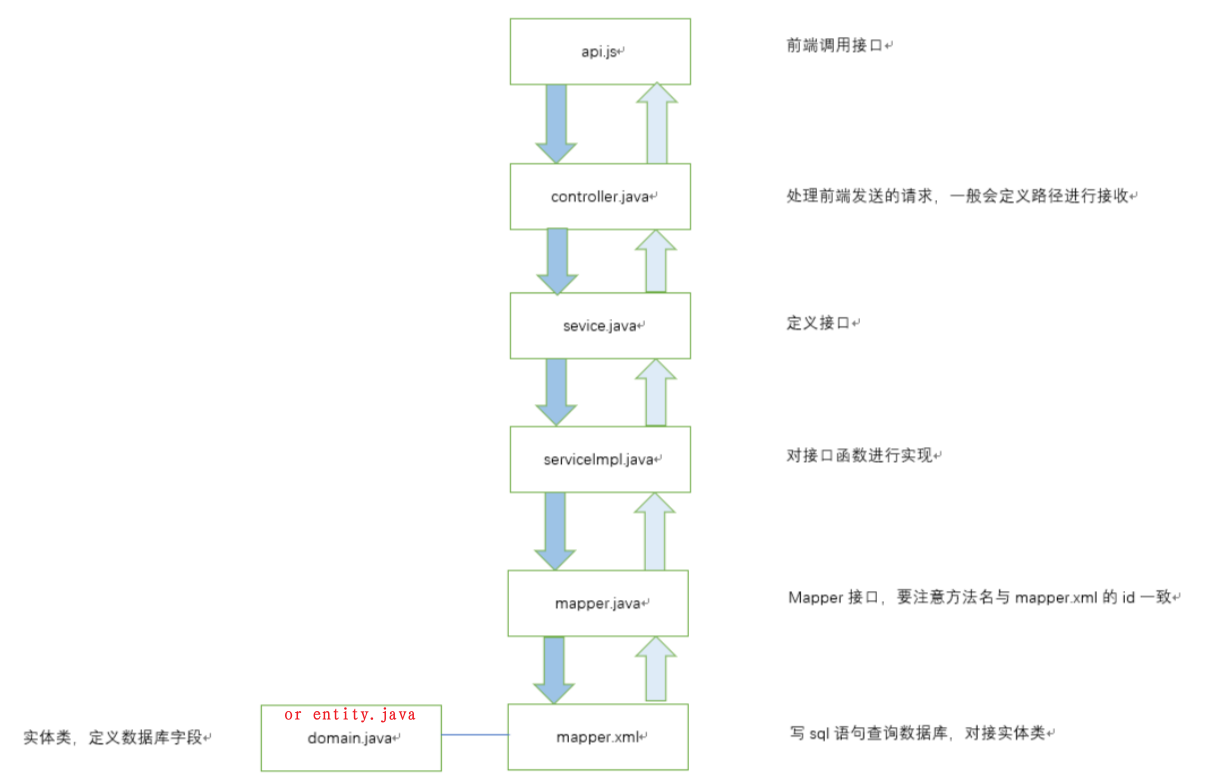 api.js↵
前端调用接口↵
controller.java↵
处理前端发送的请求，一般会定义路径进行接收↵
sevice.java↵
定义接口↵
serviceImpl.java↵
对接口函数进行实现↵
mapper.java↵
Mapper 接口，要注意方法名与 mapper.xml 的 id 一致↵
实体类，定义数据库字段↵
or entity.java
domain.java↵
mapper.xml↵
写 sql 语句查询数据库，对接实体类↵